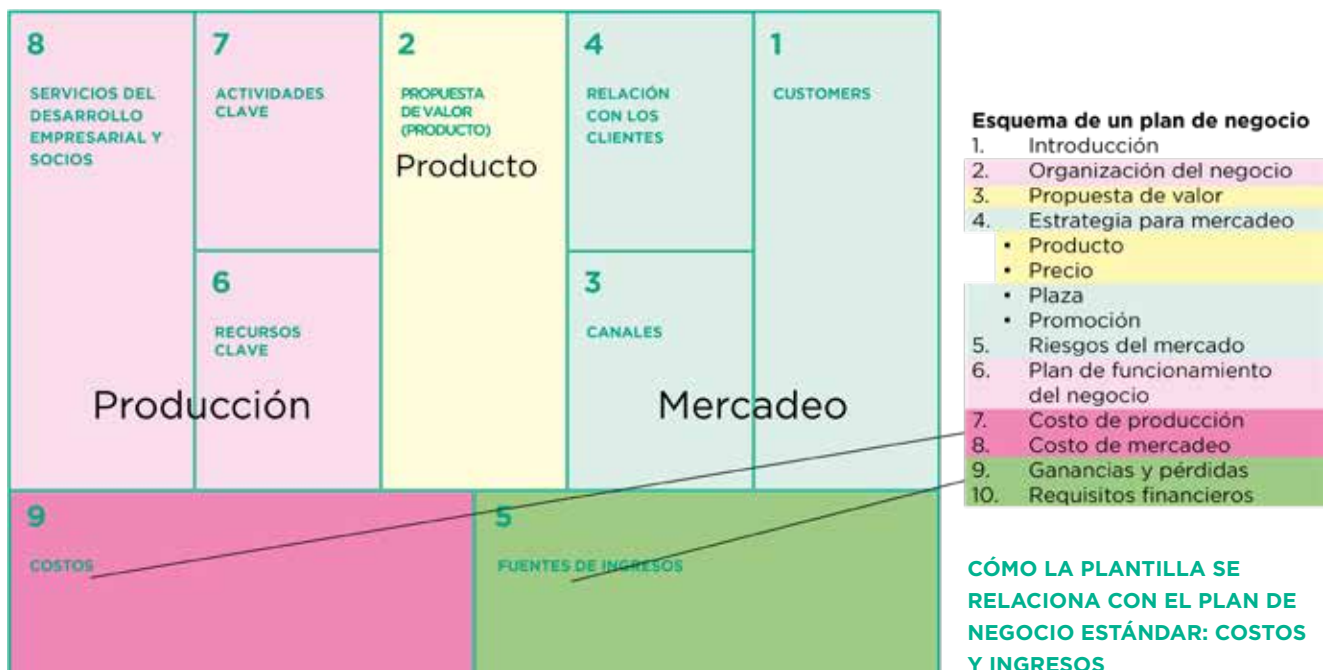 8
SERVICIOS DEL
DESARROLLO
EMPRESARIAL Y
SOCIOS
7
ACTIVIDADES
CLAVE
2
PROPUESTA
DE VALOR
(PRODUCTO)
Producto
4
RELACIÓN
CON LOS
CLIENTES
1
CUSTOMERS
6
RECURSOS
CLAVE
3
CANALES
Producción
Mercadeo
9
COSTOS
5
FUENTES DE INGRESOS
Esquema de un plan de negocio
1. Introducción
2. Organización del negocio
3. Propuesta de valor
4. Estrategia para mercadeo
• Producto
• Precio
• Plaza
• Promoción
5. Riesgos del mercado
6. Plan de funcionamiento
del negocio
7. Costo de producción
8. Costo de mercadeo
9. Ganancias y pérdidas
10. Requisitos financieros
CÓMO LA PLANTILLA SE
RELACIONA CON EL PLAN DE
NEGOCIO ESTÁNDAR: COSTOS
Y INGRESOS